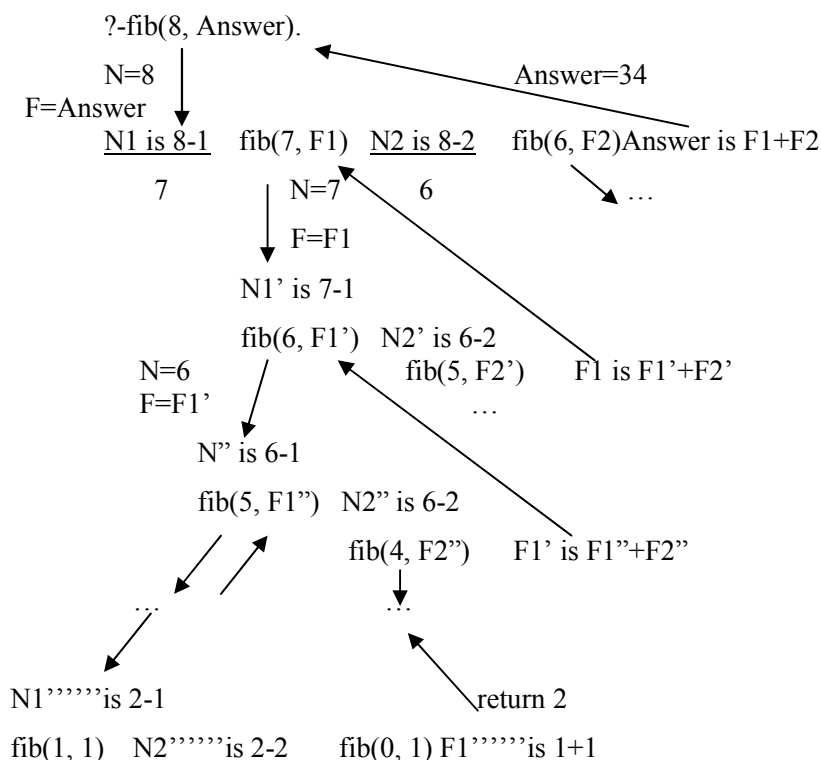 ?-fib(8, Answer).
N=8 Answer=34
F=Answer
N1 is 8-1 fib(7, F1) N2 is 8-2 fib(6, F2)Answer is F1+F2
7 N=7 6 …
F=F1
N1’ is 7-1
fib(6, F1’) N2’ is 6-2
N=6 fib(5, F2’) F1 is F1’+F2’
F=F1’ …
N” is 6-1
fib(5, F1”) N2” is 6-2
fib(4, F2”) F1’ is F1”+F2”
… …
N1’’’’’’is 2-1 return 2
fib(1, 1) N2’’’’’’is 2-2 fib(0, 1) F1’’’’’’is 1+1